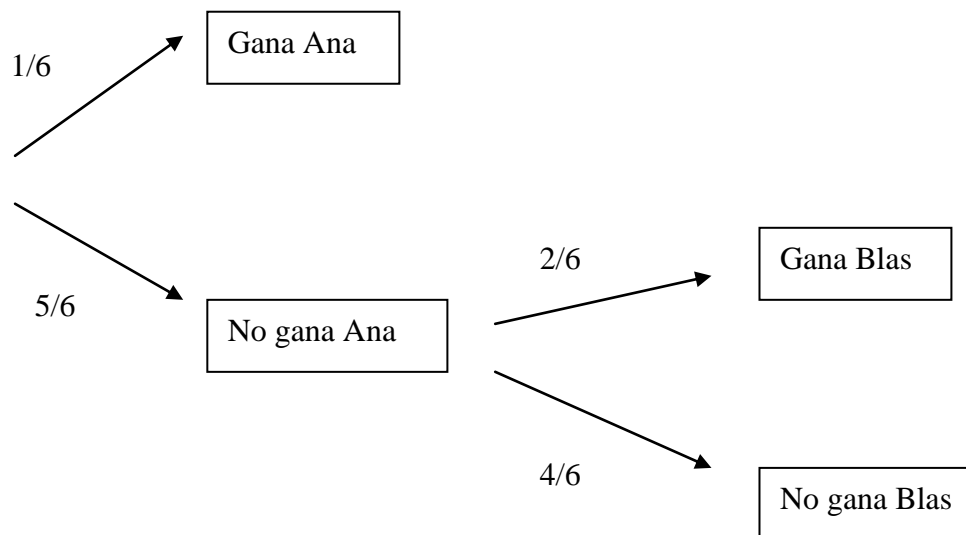 Gana Ana
1/6
2/6
Gana Blas
5/6
No gana Ana
4/6
No gana Blas